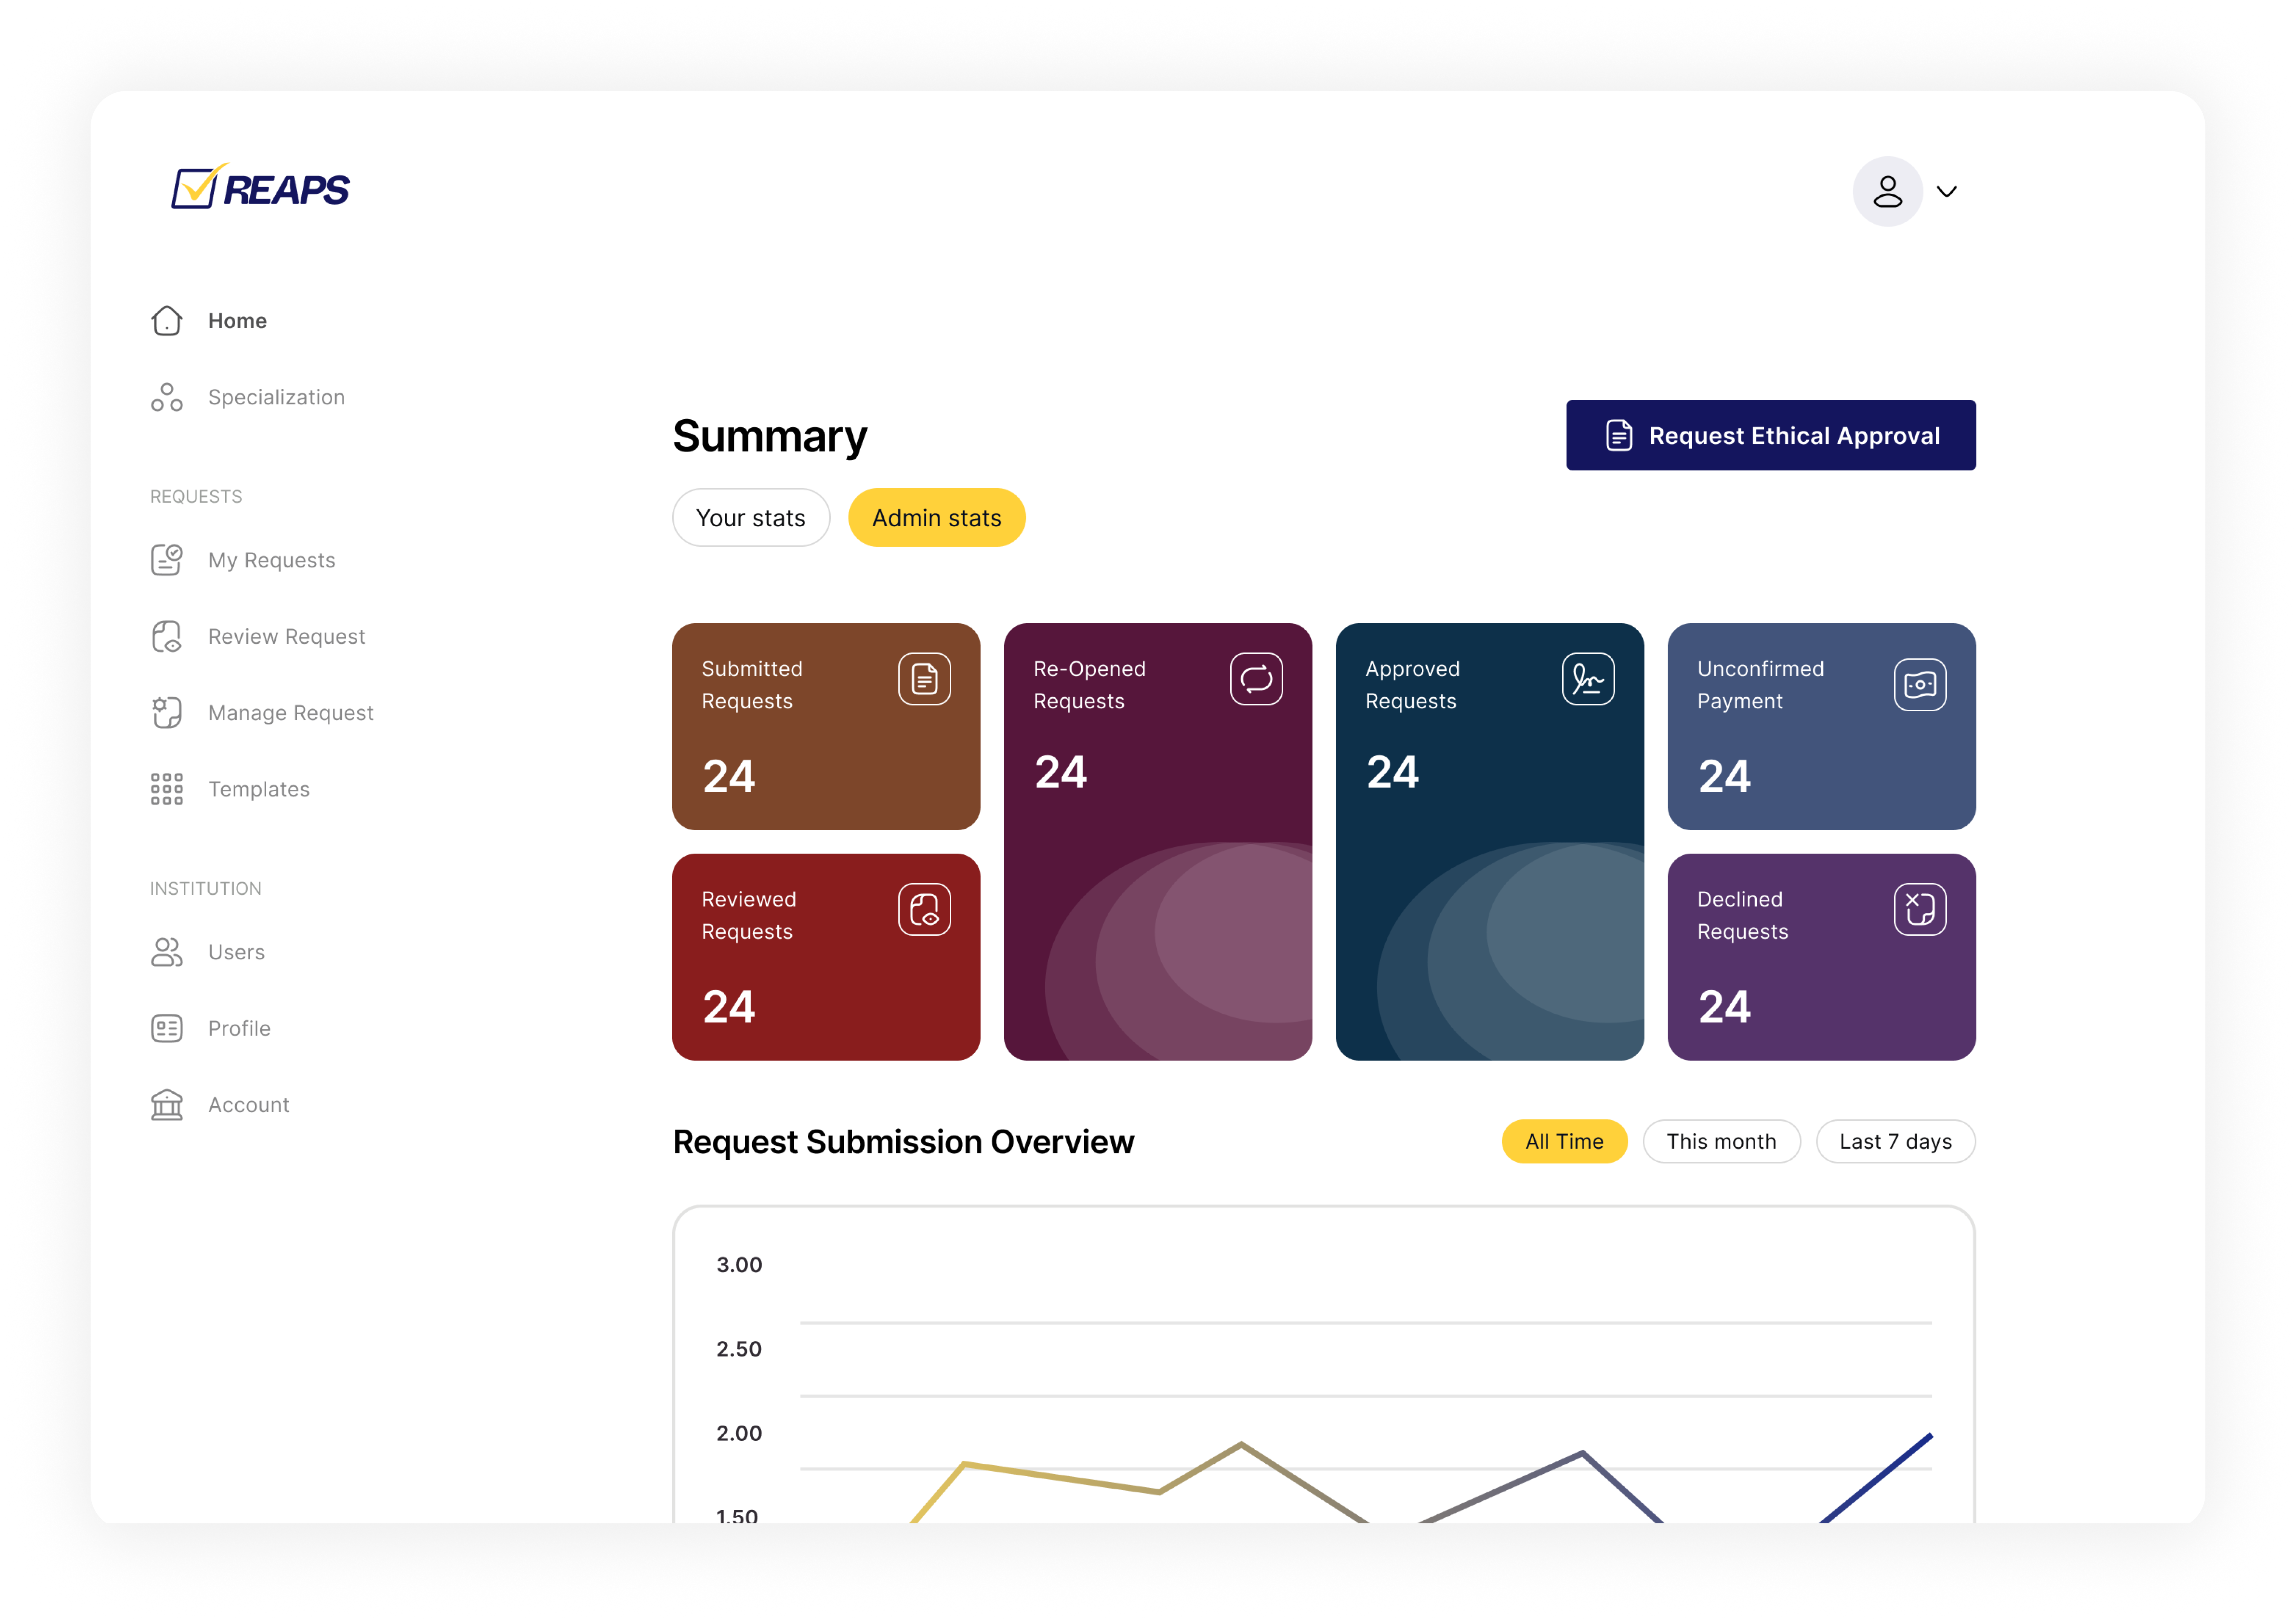 REAPS
Home
Specialization
REQUESTS
My Requests
Review Request
Manage Request
Templates
INSTITUTION
Users
Profile
Account
Summary
Request Ethical Approval
Your stats
Admin stats
Submitted
Requests
24
Re-Opened
Requests
24
Approved
Requests
24
Unconfirmed
Payment
24
Reviewed
Requests
24
Declined
Requests
24
Request Submission Overview
All Time
This month
Last 7 days
3.00
2.50
2.00
1.50